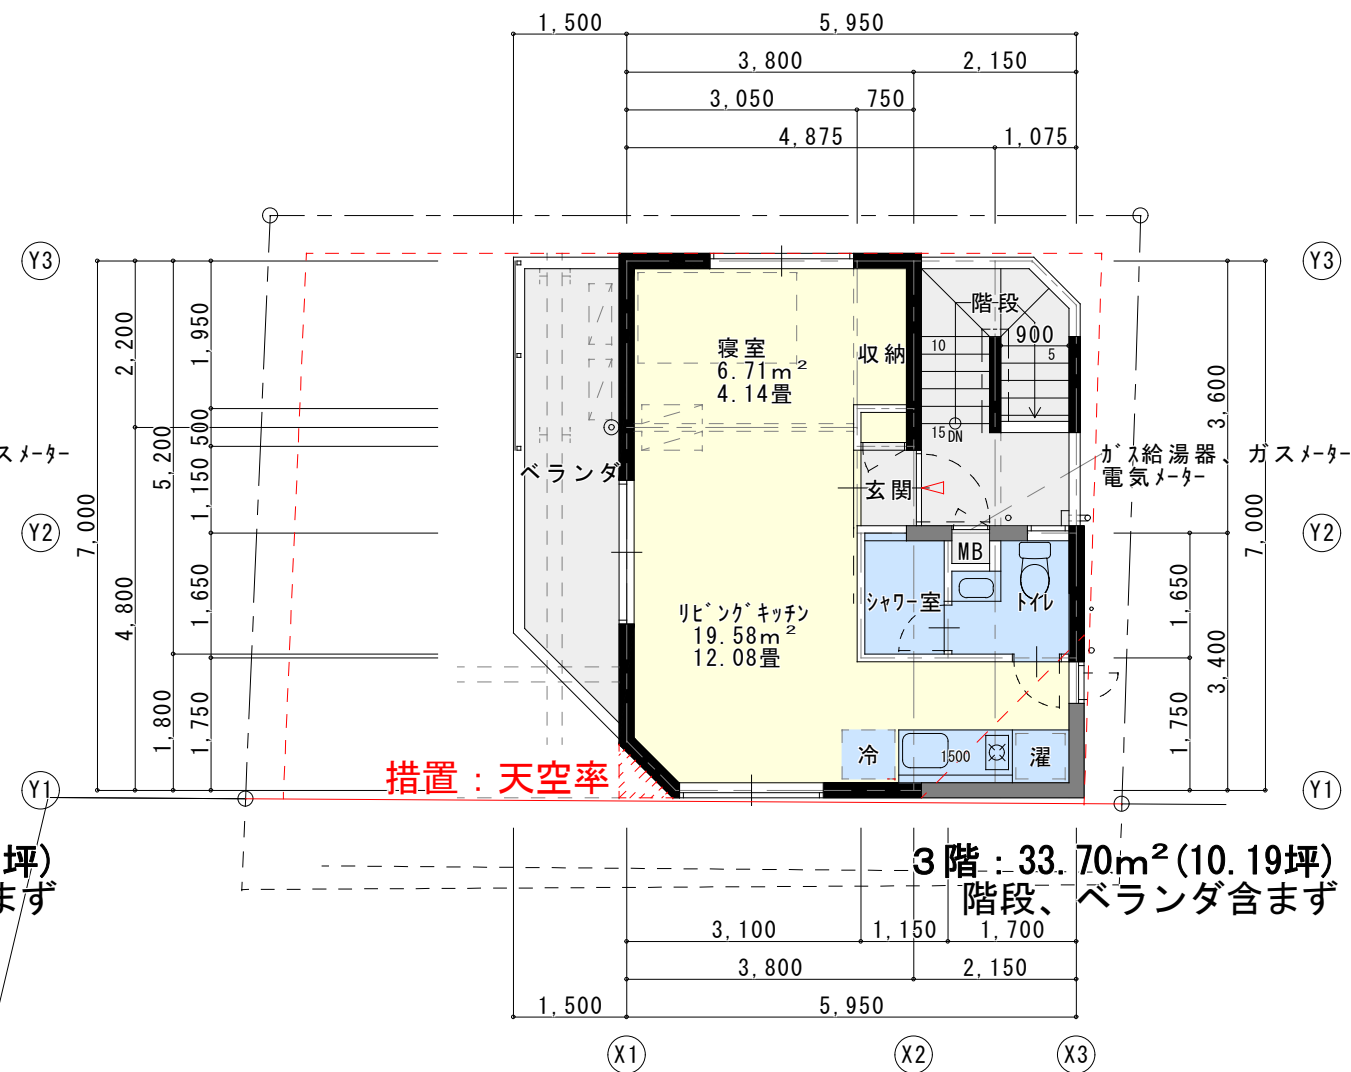 1,500
5,950
3,800
2,150
3,050
750
4,875
1,075
Y3
Y3
2,200
1,950
階段
900
10
5
寝室
6.71m²
4.14畳
収納
3,600
5,200
500
15
DN
スメーター
ベランダ
ガス給湯器、ガスメーター
電気メーター
1,150
玄関
7,000
Y2
7,000
Y2
MB
4,800
1,650
シャワー室
トイレ
1,650
リビングキッチン
19.58m²
12.08畳
3,400
1,800
1,750
1,750
冷
1500
濯
措置：天空率
Y1
Y1
坪)
3階：33.70m²(10.19坪)
まず
階段、ベランダ含まず
3,100
1,150
1,700
3,800
2,150
1,500
5,950
X1
X2
X3